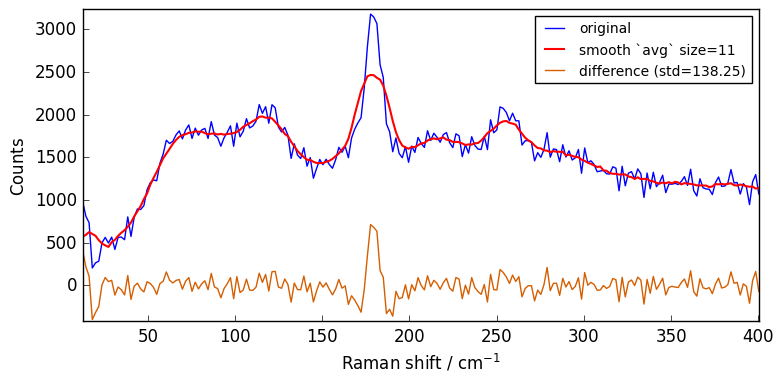 3000
2500
2000
1500
1000
500
0
Counts
original
smooth `avg` size=11
difference (std=138.25)
50 100 150 200 250 300 350 400
Raman shift / cm⁻¹